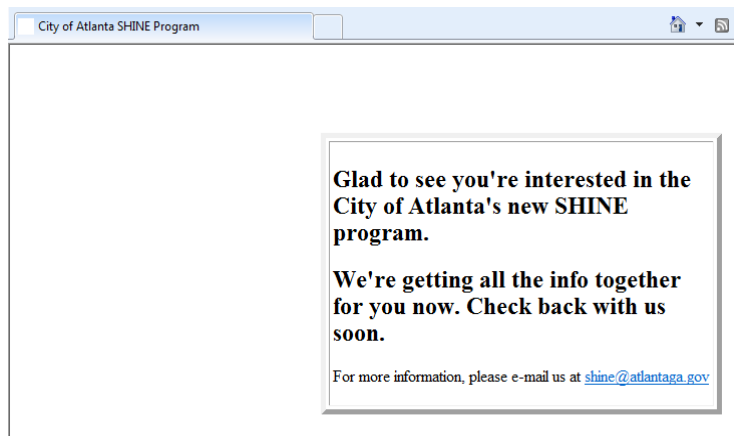 City of Atlanta SHINE Program
Glad to see you're interested in the
City of Atlanta's new SHINE
program.
We're getting all the info together
for you now. Check back with us
soon.
For more information, please e-mail us at shine@atlantaga.gov